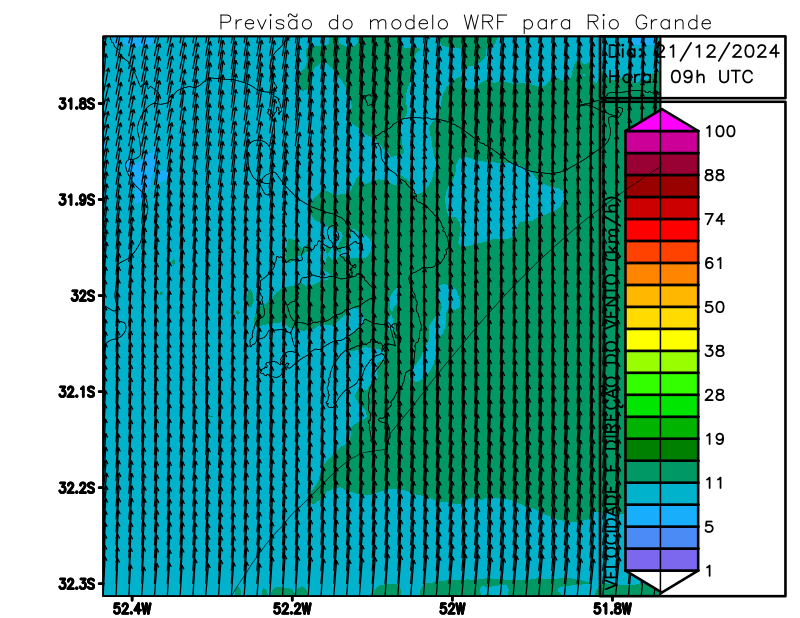 Previsão do modelo WRF para Rio Grande
Dia: 21/12/2024
Hora: 09h UTC
VELOCIDADE E DIREÇÃO DO VENTO (km/h)
100
88
74
61
50
38
28
19
11
5
1
31.8S
31.9S
32S
32.1S
32.2S
32.3S
52.4W
52.2W
52W
51.8W